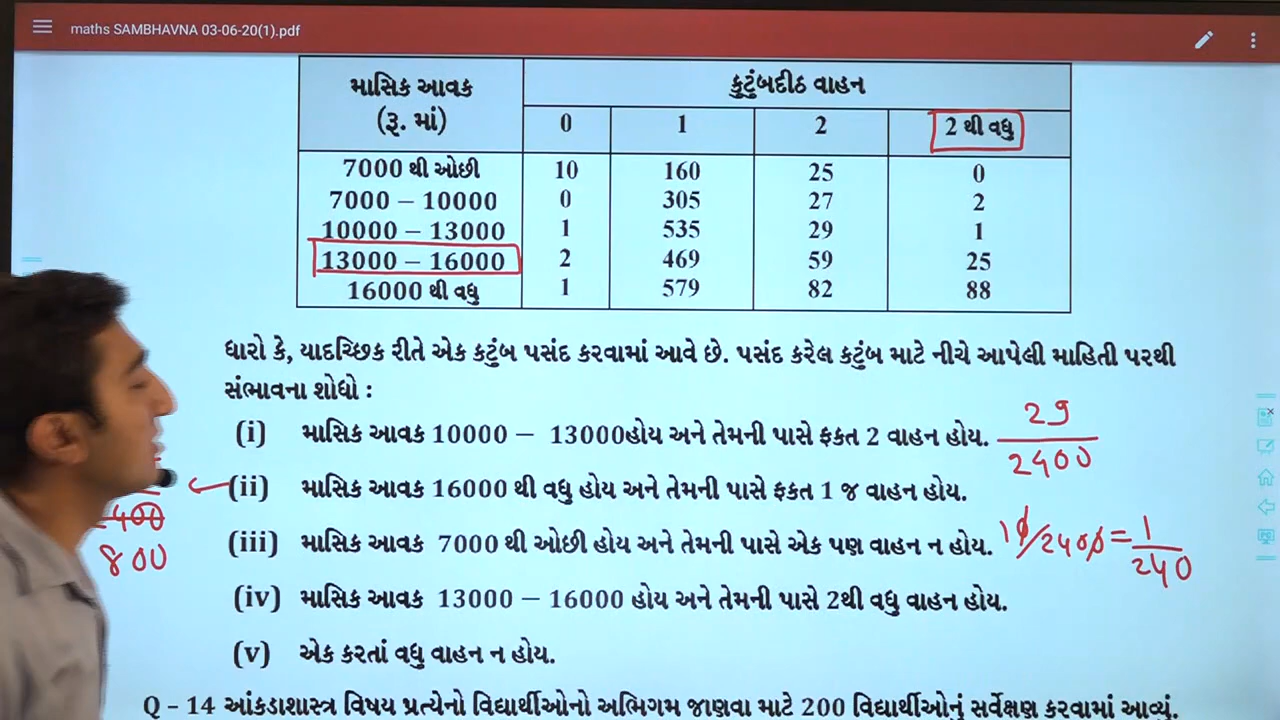 maths SAMBHAVNA 03-06-20(1).pdf
માસિક આવક (રૂ. માં) કુટુંબદીઠ વાહન
0 1 2 2 થી વધુ
7000 થી ઓછી 10 160 25 0
7000 – 10000 0 305 27 2
10000 – 13000 1 535 29 1
13000 – 16000 2 469 59 25
16000 થી વધુ 1 579 82 88
ધારો કે, યાદચ્છિક રીતે એક કટુંબ પસંદ કરવામાં આવે છે. પસંદ કરેલ કટુંબ માટે નીચે આપેલી માહિતી પરથી
સંભાવના શોધો :
(i) માસિક આવક 10000 – 13000હોય અને તેમની પાસે ફકત 2 વાહન હોય. 29/2400
(ii) માસિક આવક 16000 થી વધુ હોય અને તેમની પાસે ફકત 1 જ વાહન હોય.
2400
800
(iii) માસિક આવક 7000 થી ઓછી હોય અને તેમની પાસે એક પણ વાહન ન હોય. 10/2400 = 1/240
(iv) માસિક આવક 13000 – 16000 હોય અને તેમની પાસે 2થી વધુ વાહન હોય.
(v) એક કરતાં વધુ વાહન ન હોય.
Q – 14 આંકડાશાસ્ત્ર વિષય પ્રત્યેનો વિદ્યાર્થીઓનો અભિગમ જાણવા માટે 200 વિદ્યાર્થીઓનું સર્વેક્ષણ કરવામાં આવ્યું.